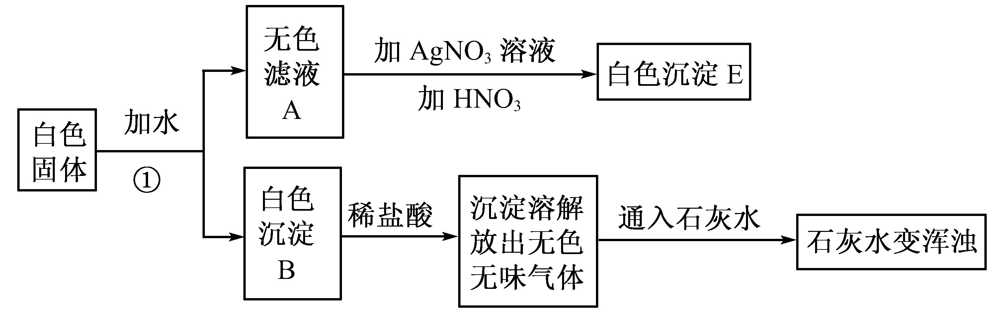 白色
固体
加水
①
无色
滤液
A
加 AgNO₃ 溶液
加 HNO₃
白色沉淀 E
白色
沉淀
B
稀盐酸
沉淀溶解
放出无色
无味气体
通入石灰水
石灰水变浑浊